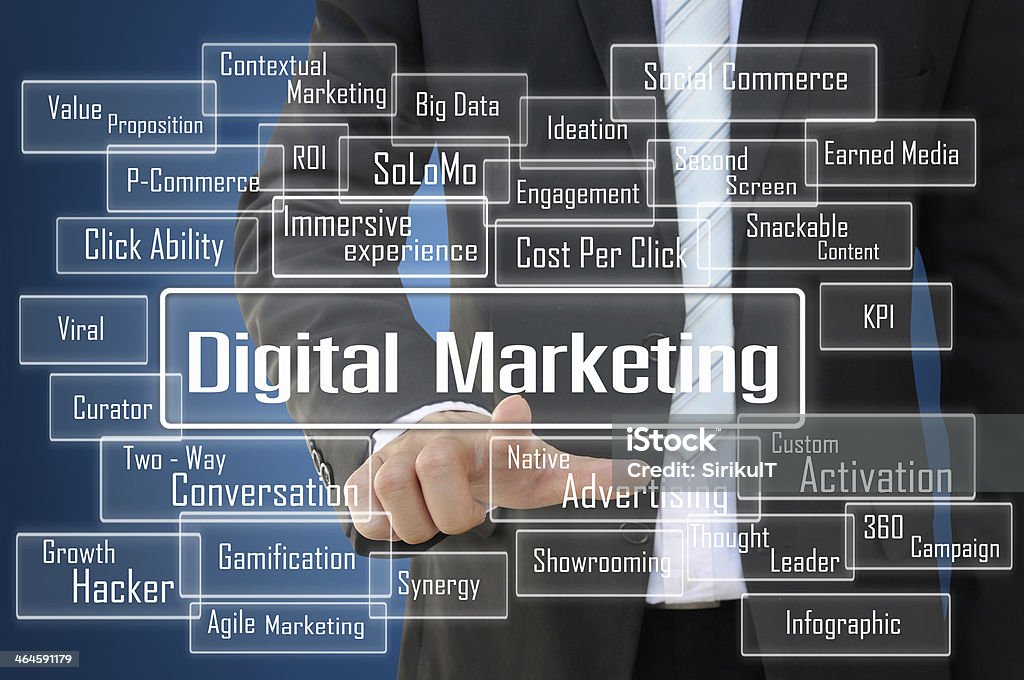 Contextual
Marketing
Social Commerce
Value
Proposition
Big Data
Ideation
ROI
SoLoMo
Second
Screen
Earned Media
P-Commerce
Engagement
Immersive
experience
Snackable
Content
Click Ability
Cost Per Click
Viral
KPI
Digital Marketing
Curator
iStock™
Credit: SirikulT
Two - Way
Conversation
Native
Advertising
Custom
Activation
Growth
Hacker
Gamification
Synergy
Showrooming
Thought
Leader
360
Campaign
Agile Marketing
Infographic
464591179